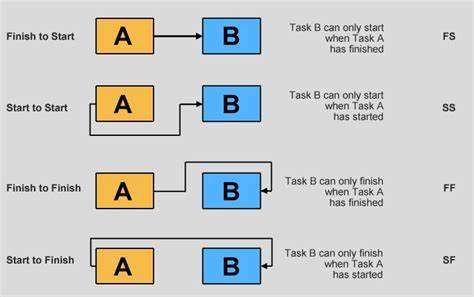 Finish to Start
A
B
Task B can only start
when Task A
has finished
FS
Start to Start
A
B
Task B can only start
when Task A
has started
SS
Finish to Finish
A
B
Task B can only finish
when Task A
has finished
FF
Start to Finish
A
B
Task B can only finish
when Task A
has started
SF